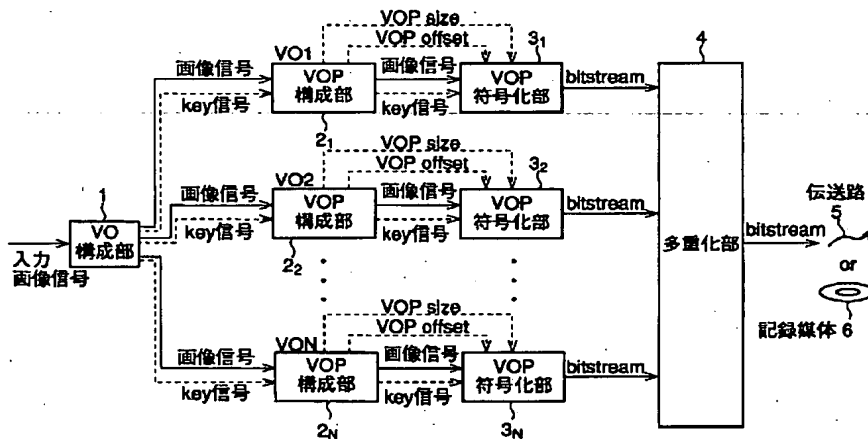 VOP size
VOP offset
VO1
画像信号
key信号
VOP
構成部
2₁
画像信号
key信号
3₁
VOP
符号化部
bitstream
4
VOP size
VOP offset
VO2
画像信号
key信号
VOP
構成部
2₂
画像信号
key信号
3₂
VOP
符号化部
bitstream
1
VO
構成部
入力
画像信号
多重化部
bitstream
伝送路
5
or
記録媒体 6
VOP size
VOP offset
VON
画像信号
key信号
VOP
構成部
2N
画像信号
key信号
VOP
符号化部
3N
bitstream